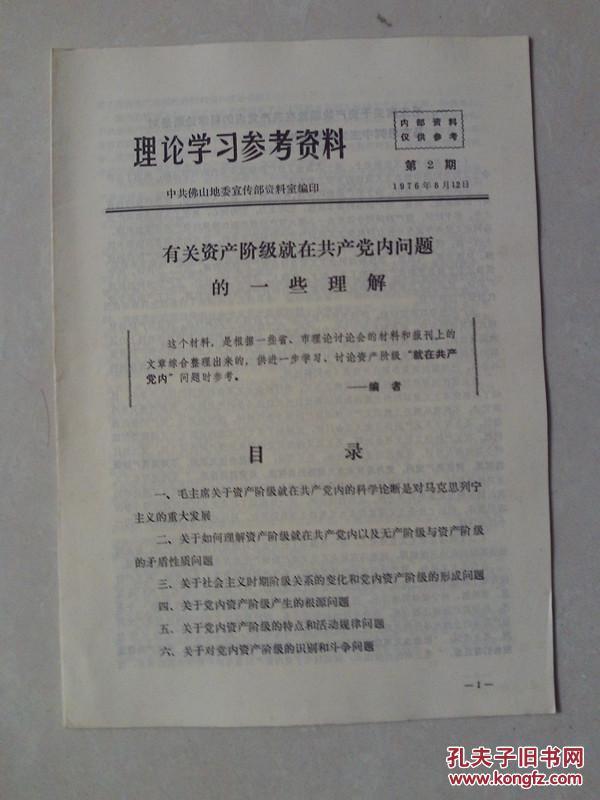 内部资料
仅供参考
理论学习参考资料
第2期
中共佛山地委宣传部资料室编印
1976年8月12日
有关资产阶级就在共产党内问题
的一些理解
这个材料，是根据一些省、市理论讨论会的材料和报刊上的
文章综合整理出来的，供进一步学习、讨论资产阶级“就在共产
党内”问题时参考。
——编者
目录
一、毛主席关于资产阶级就在共产党内的科学论断是对马克思列宁
主义的重大发展
二、关于如何理解资产阶级就在共产党内以及无产阶级与资产阶级
的矛盾性质问题
三、关于社会主义时期阶级关系的变化和党内资产阶级的形成问题
四、关于党内资产阶级产生的根源问题
五、关于党内资产阶级的特点和活动规律问题
六、关于对党内资产阶级的识别和斗争问题
—1—
孔夫子旧书网
www.kongfz.com